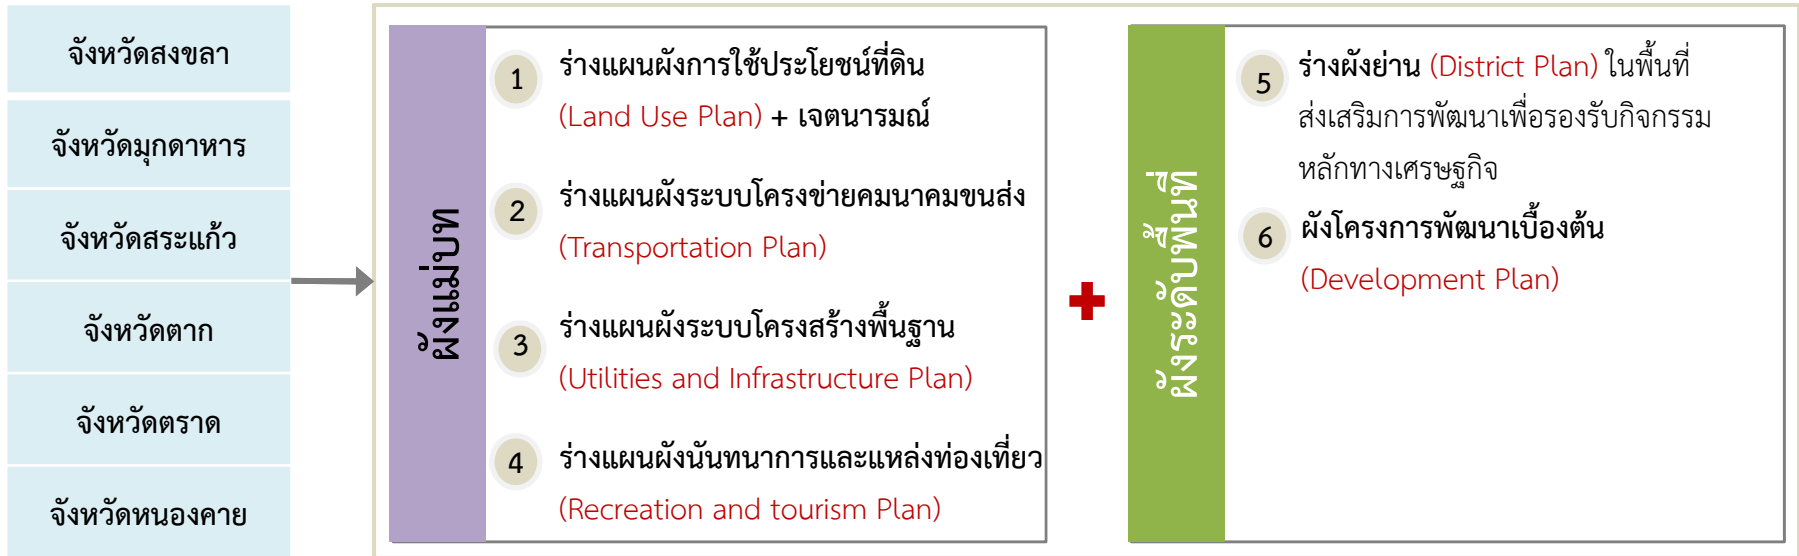 จังหวัดสงขลา
จังหวัดมุกดาหาร
จังหวัดสระแก้ว
จังหวัดตาก
จังหวัดตราด
จังหวัดหนองคาย
ผังแม่บท
1 ร่างแผนผังการใช้ประโยชน์ที่ดิน
(Land Use Plan) + เจตนารมณ์
2 ร่างแผนผังระบบโครงข่ายคมนาคมขนส่ง
(Transportation Plan)
3 ร่างแผนผังระบบโครงสร้างพื้นฐาน
(Utilities and Infrastructure Plan)
4 ร่างแผนผังนันทนาการและแหล่งท่องเที่ยว
(Recreation and tourism Plan)
+
ผังระดับพื้นที่
5 ร่างผังย่าน (District Plan) ในพื้นที่
ส่งเสริมการพัฒนาเพื่อรองรับกิจกรรม
หลักทางเศรษฐกิจ
6 ผังโครงการพัฒนาเบื้องต้น
(Development Plan)